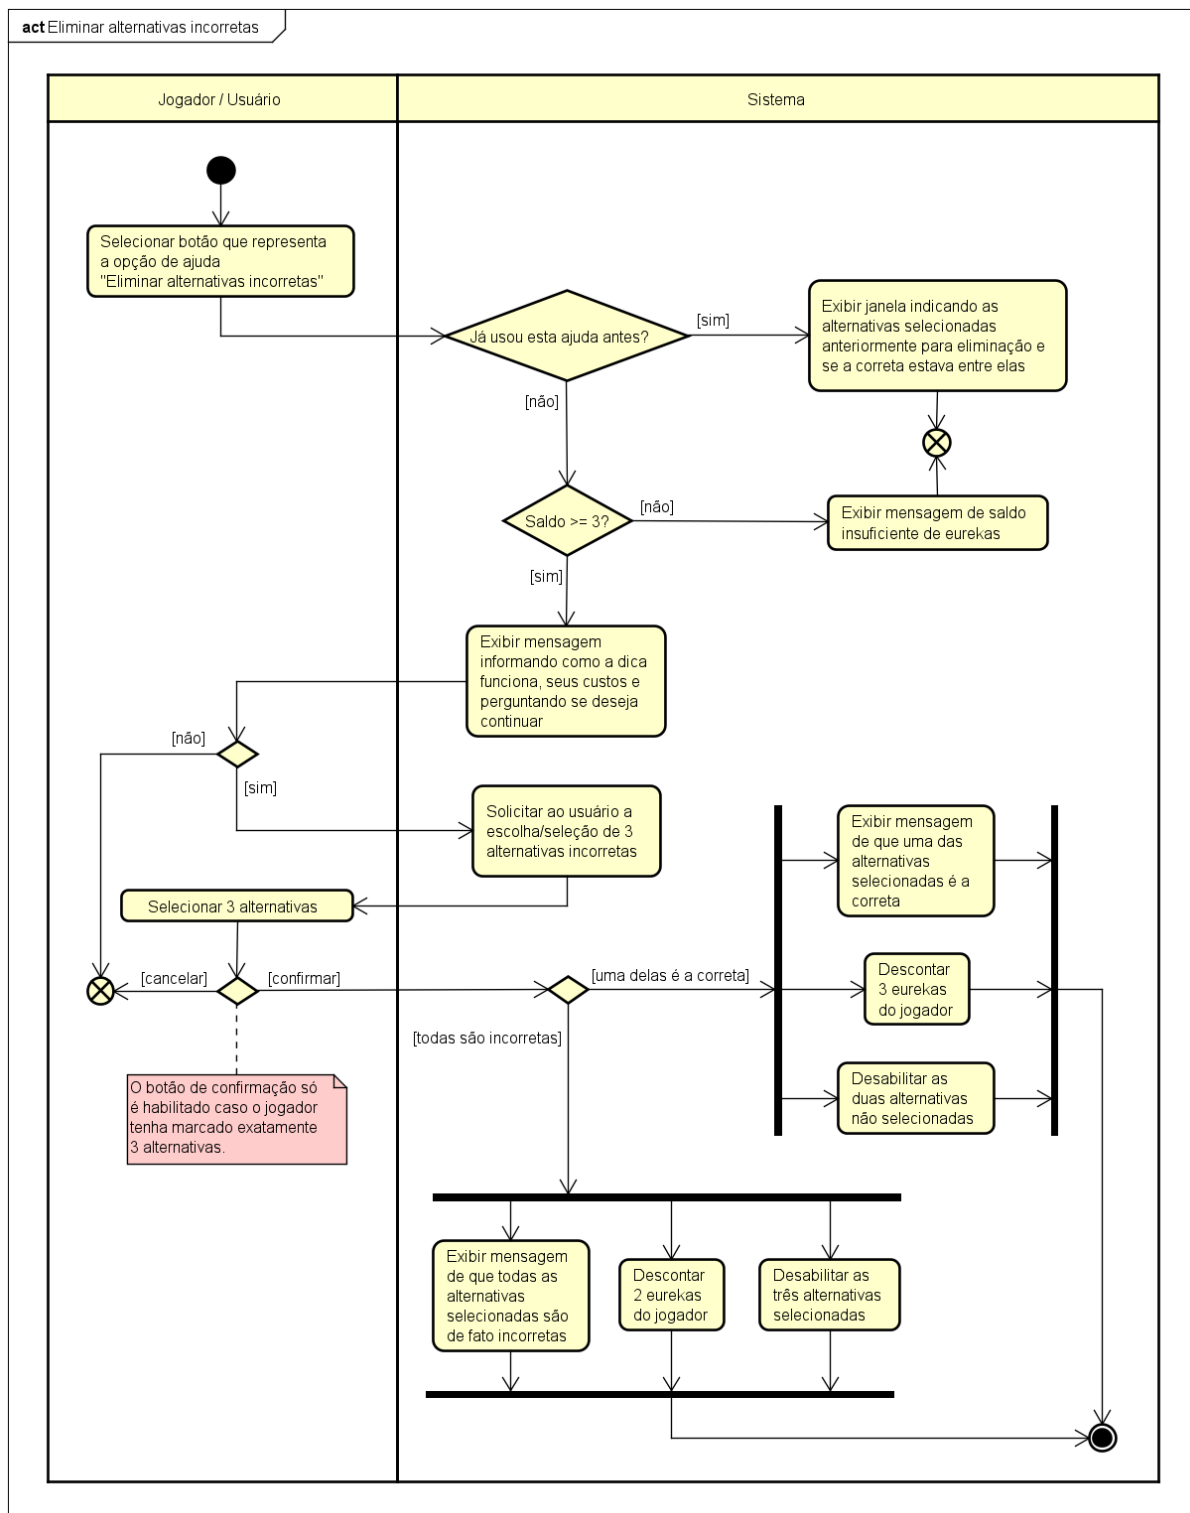 act Eliminar alternativas incorretas
Jogador / Usuário
Sistema
Selecionar botão que representa
a opção de ajuda
"Eliminar alternativas incorretas"
Já usou esta ajuda antes?
[sim]
Exibir janela indicando as
alternativas selecionadas
anteriormente para eliminação e
se a correta estava entre elas
[não]
Saldo >= 3?
[não]
Exibir mensagem de saldo
insuficiente de eurekas
[sim]
Exibir mensagem
informando como a dica
funciona, seus custos e
perguntando se deseja
continuar
[não]
[sim]
Solicitar ao usuário a
escolha/seleção de 3
alternativas incorretas
Selecionar 3 alternativas
[cancelar]
[confirmar]
O botão de confirmação só
é habilitado caso o jogador
tenha marcado exatamente
3 alternativas.
[uma delas é a correta]
[todas são incorretas]
Exibir mensagem
de que uma das
alternativas
selecionadas é a
correta
Descontar
3 eurekas
do jogador
Desabilitar as
duas alternativas
não selecionadas
Exibir mensagem
de que todas as
alternativas
selecionadas são
de fato incorretas
Descontar
2 eurekas
do jogador
Desabilitar as
três alternativas
selecionadas